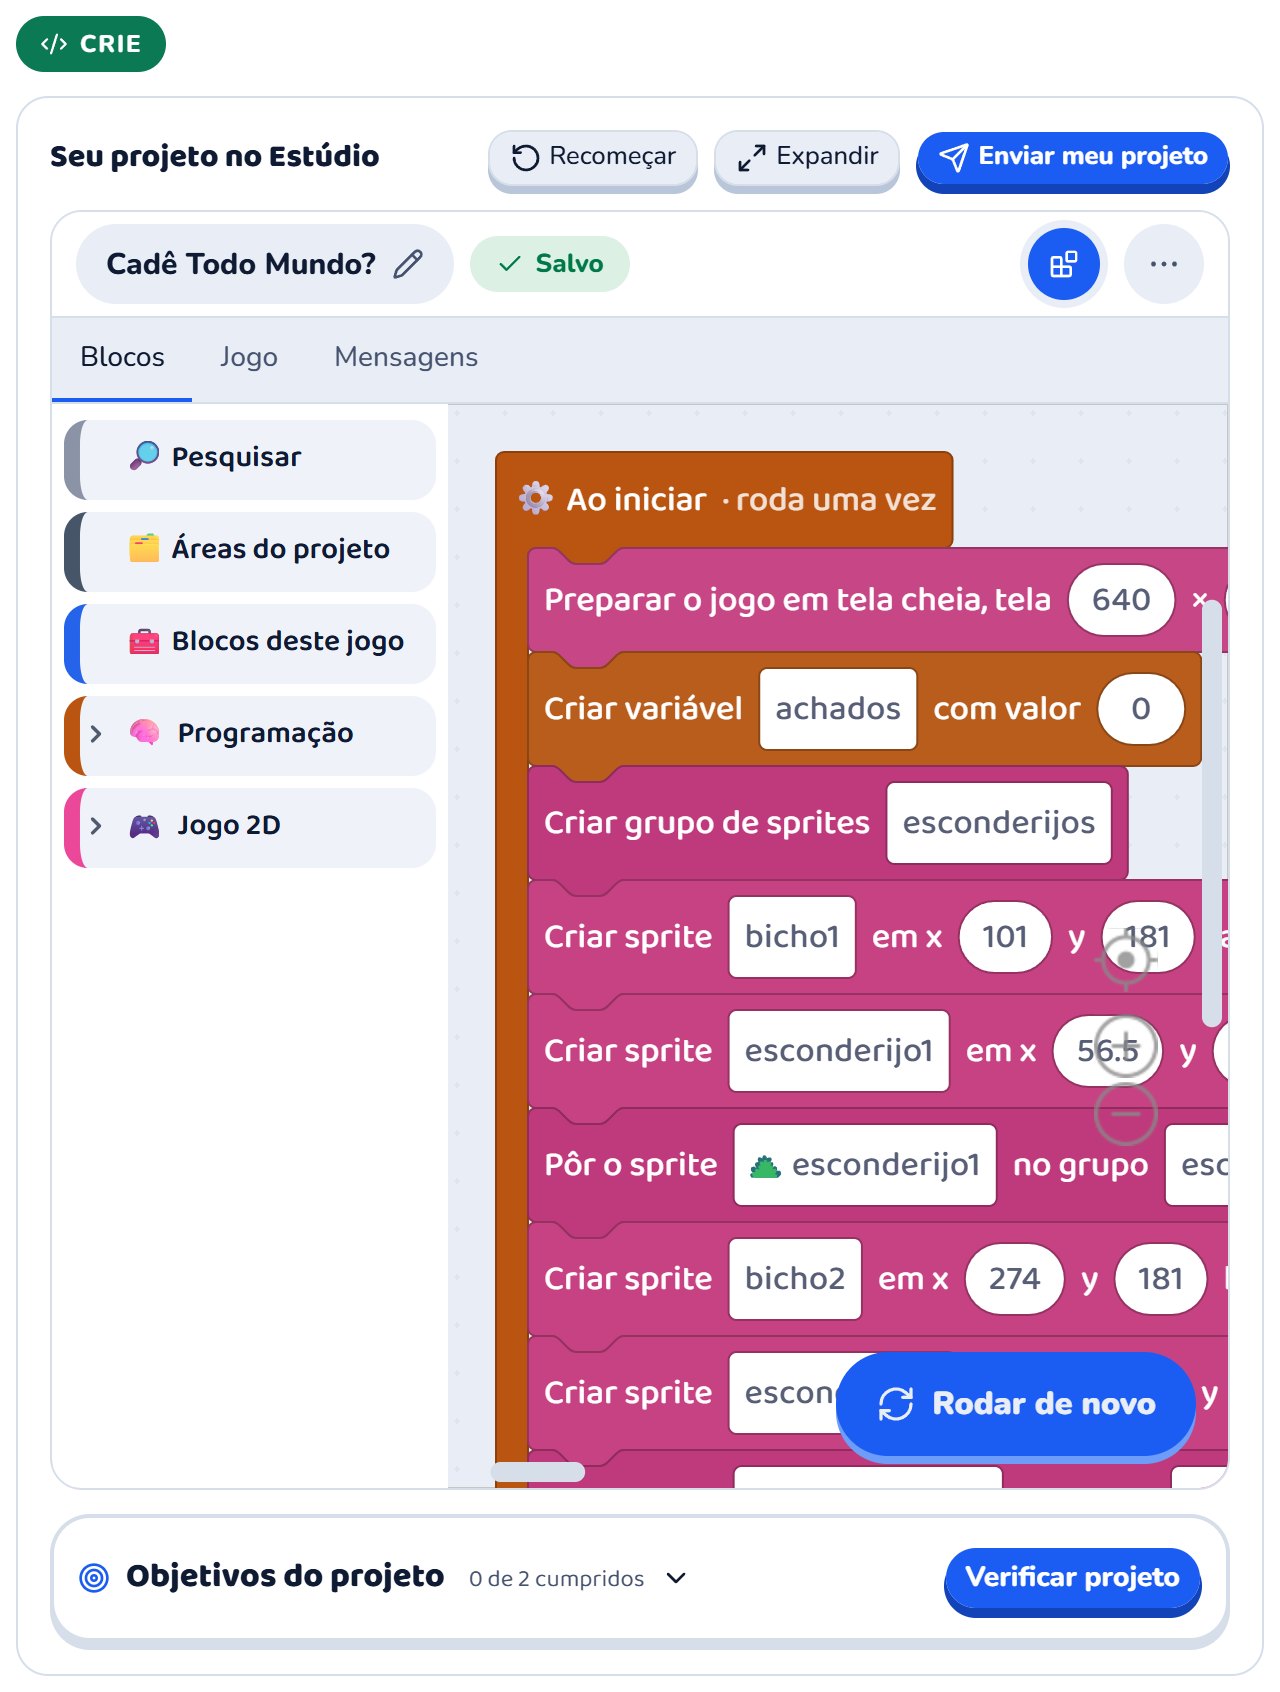 </> CRIE
Seu projeto no Estúdio
Recomeçar
Expandir
Enviar meu projeto
Cadê Todo Mundo?
Salvo
Blocos
Jogo
Mensagens
Pesquisar
Áreas do projeto
Blocos deste jogo
Programação
Jogo 2D
Ao iniciar · roda uma vez
Preparar o jogo em tela cheia, tela 640 ×
Criar variável achados com valor 0
Criar grupo de sprites esconderijos
Criar sprite bicho1 em x 101 y 181
Criar sprite esconderijo1 em x 56.5 y
Pôr o sprite esconderijo1 no grupo esc
Criar sprite bicho2 em x 274 y 181
Criar sprite escon y
Rodar de novo
Objetivos do projeto 0 de 2 cumpridos
Verificar projeto